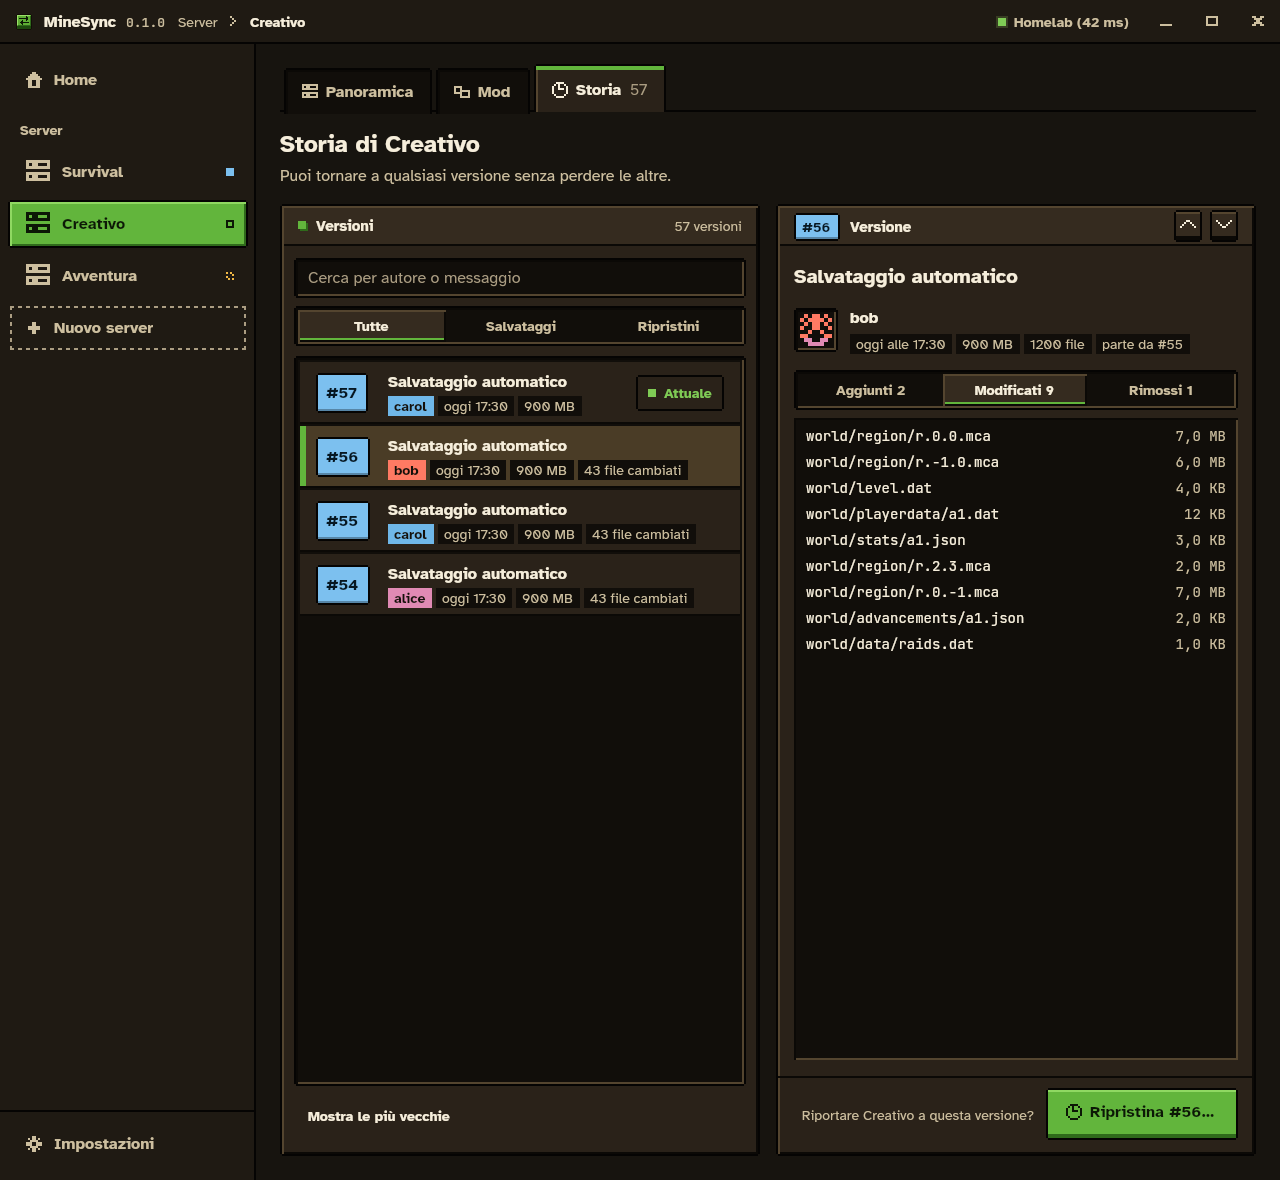 MineSync 0.1.0 Server Creativo
Homelab (42 ms)
Home
Server
Survival
Creativo
Avventura
Nuovo server
Impostazioni
Panoramica
Mod
Storia 57
Storia di Creativo
Puoi tornare a qualsiasi versione senza perdere le altre.
Versioni 57 versioni
Cerca per autore o messaggio
Tutte Salvataggi Ripristini
#57 Salvataggio automatico
carol oggi 17:30 900 MB
Attuale
#56 Salvataggio automatico
bob oggi 17:30 900 MB 43 file cambiati
#55 Salvataggio automatico
carol oggi 17:30 900 MB 43 file cambiati
#54 Salvataggio automatico
alice oggi 17:30 900 MB 43 file cambiati
Mostra le più vecchie
#56 Versione
Salvataggio automatico
bob
oggi alle 17:30 900 MB 1200 file parte da #55
Aggiunti 2 Modificati 9 Rimossi 1
world/region/r.0.0.mca 7,0 MB
world/region/r.-1.0.mca 6,0 MB
world/level.dat 4,0 KB
world/playerdata/a1.dat 12 KB
world/stats/a1.json 3,0 KB
world/region/r.2.3.mca 2,0 MB
world/region/r.0.-1.mca 7,0 MB
world/advancements/a1.json 2,0 KB
world/data/raids.dat 1,0 KB
Riportare Creativo a questa versione?
Ripristina #56...